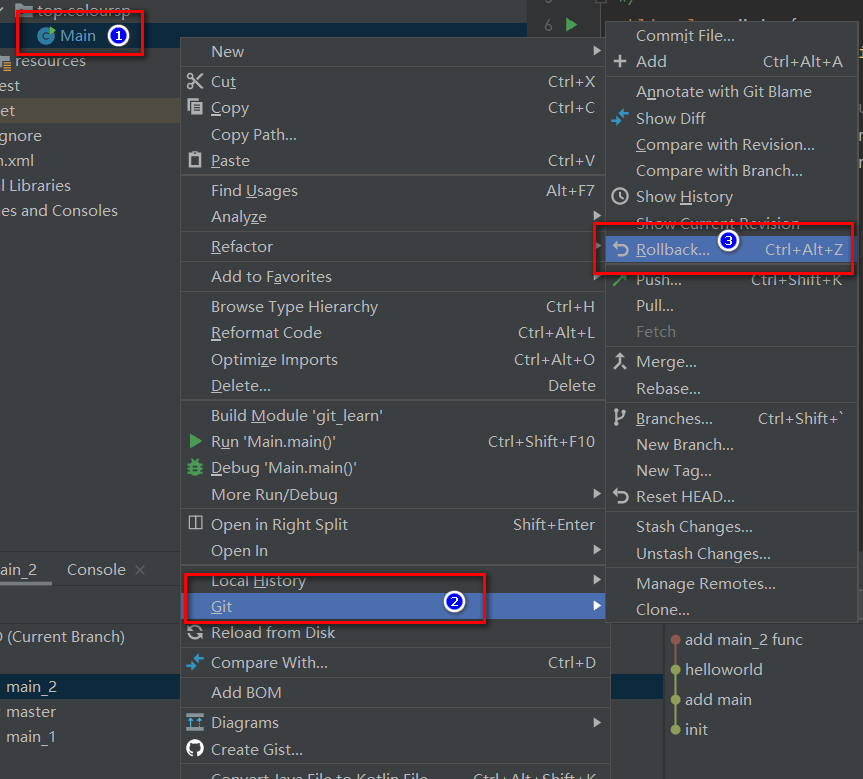 top.coloursp
Main 1
resources
est
et
gnore
n.xml
l Libraries
es and Consoles
ain_2 Console
(Current Branch)
main_2
master
main_1
New
Cut Ctrl+X
Copy Ctrl+C
Copy Path...
Paste Ctrl+V
Find Usages Alt+F7
Analyze
Refactor
Add to Favorites
Browse Type Hierarchy Ctrl+H
Reformat Code Ctrl+Alt+L
Optimize Imports Ctrl+Alt+O
Delete... Delete
Build Module 'git_learn'
Run 'Main.main()' Ctrl+Shift+F10
Debug 'Main.main()'
More Run/Debug
Open in Right Split Shift+Enter
Open In
Local History
Git 2
Reload from Disk
Compare With... Ctrl+D
Add BOM
Diagrams
Create Gist...
Convert Java File to Kotlin File Ctrl+Alt+Shift+K
6
Commit File...
Add Ctrl+Alt+A
Annotate with Git Blame
Show Diff
Compare with Revision...
Compare with Branch...
Show History
Show Current Revision
Rollback... 3 Ctrl+Alt+Z
Push... Ctrl+Shift+K
Pull...
Fetch
Merge...
Rebase...
Branches... Ctrl+Shift+`
New Branch...
New Tag...
Reset HEAD...
Stash Changes...
Unstash Changes...
Manage Remotes...
Clone...
add main_2 func
helloworld
add main
init